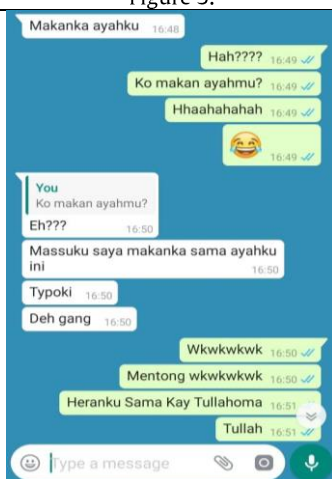 Figure 3.
Makanka ayahku 16:48
Hah???? 16:49
Ko makan ayahmu? 16:49
Hhaahahahah 16:49
16:49
You
Ko makan ayahmu?
Eh??? 16:50
Massuku saya makanka sama ayahku
ini 16:50
Typoki 16:50
Deh gang 16:50
Wkwkwkwk 16:50
Mentong wkwkwkwk 16:50
Heranku Sama Kay Tullahoma 16:51
Tullah 16:51
Type a message